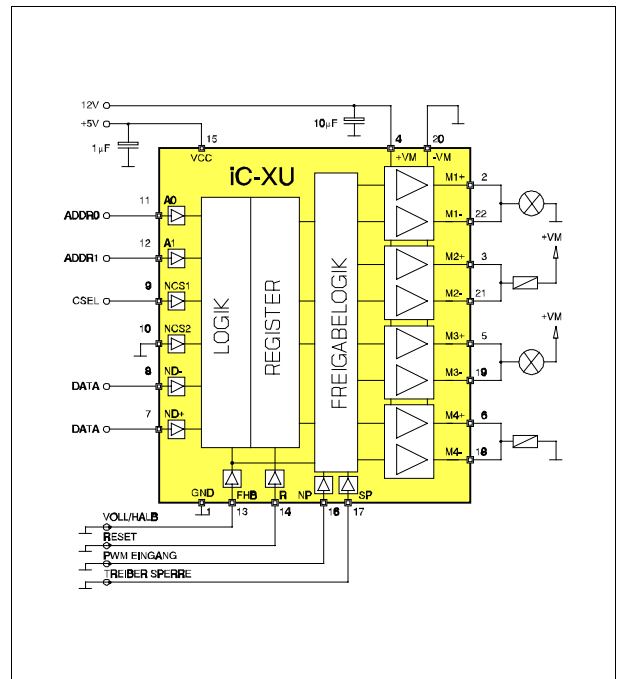 12V
+5V
1µF
10µF
15
VCC
4
+VM
20
-VM
iC-XU
ADDR0
11
A0
ADDR1
12
A1
CSEL
9
NCS1
10
NCS2
DATA
8
ND-
DATA
7
ND+
LOGIK
REGISTER
FREIGABELOGIK
M1+
2
M1-
22
M2+
3
M2-
21
+VM
M3+
5
M3-
19
+VM
M4+
6
M4-
18
GND
1
FHB
13
R
14
NP
16
SP
17
VOLL/HALB
RESET
PWM EINGANG
TREIBER SPERRE